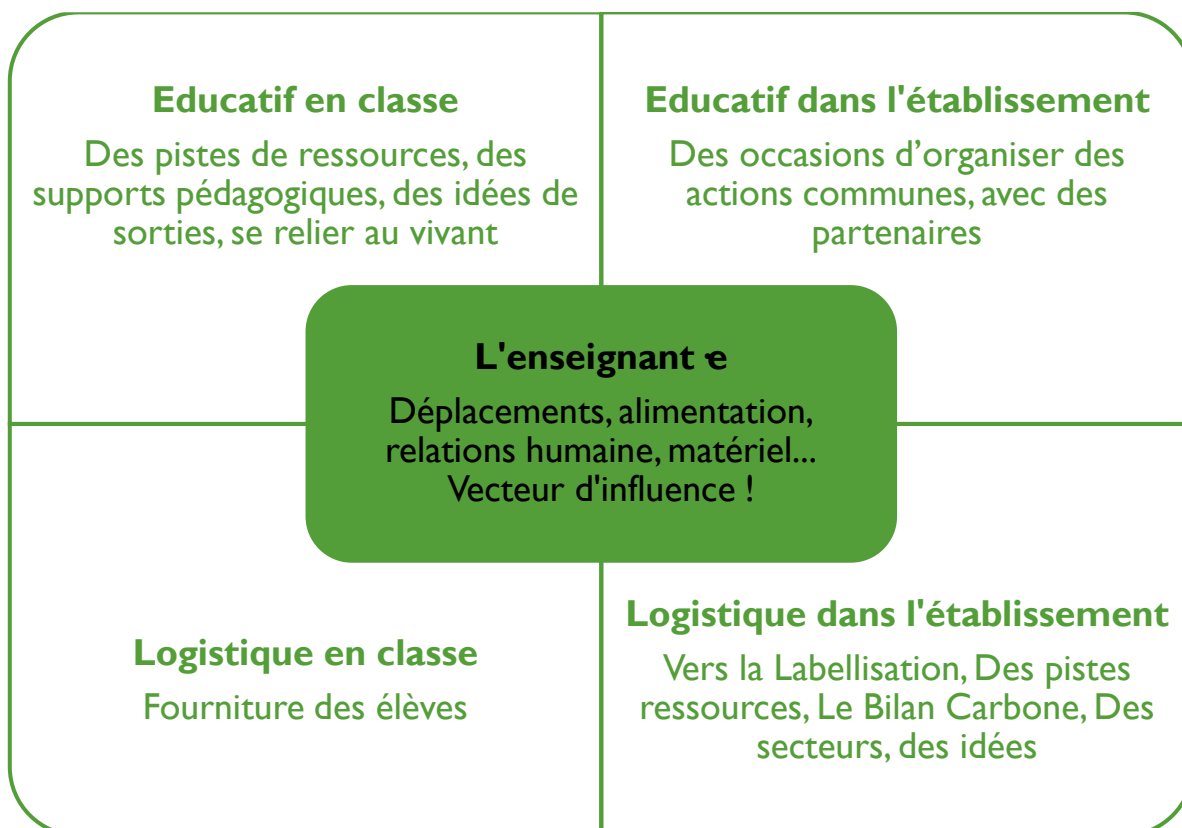 Educatif en classe
Des pistes de ressources, des
supports pédagogiques, des idées de
sorties, se relier au vivant
Educatif dans l'établissement
Des occasions d’organiser des
actions communes, avec des
partenaires
L'enseignant·e
Déplacements, alimentation,
relations humaine, matériel...
Vecteur d'influence !
Logistique en classe
Fourniture des élèves
Logistique dans l'établissement
Vers la Labellisation, Des pistes
ressources, Le Bilan Carbone, Des
secteurs, des idées